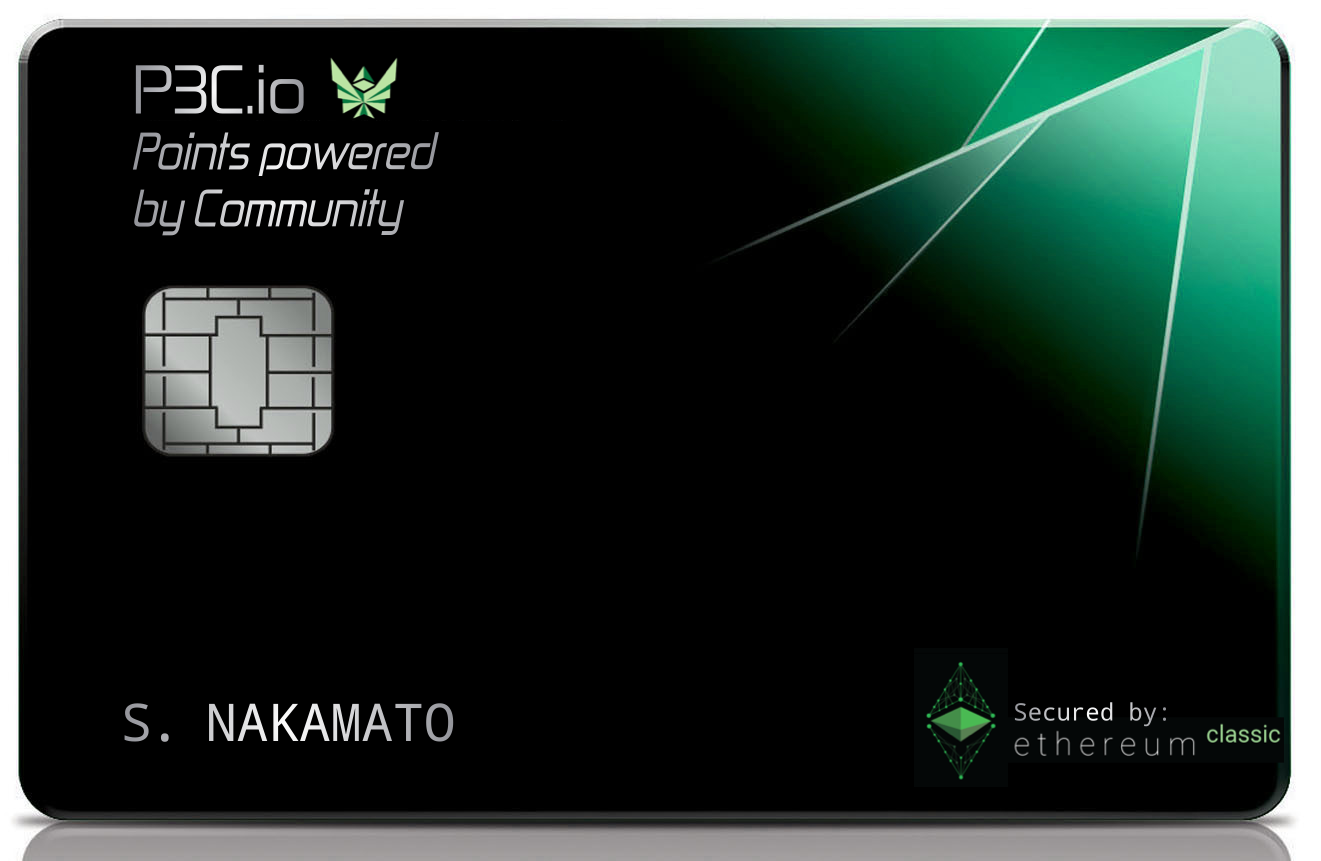 P3C.io
Points powered
by Community
S. NAKAMATO
Secured by:
ethereum classic